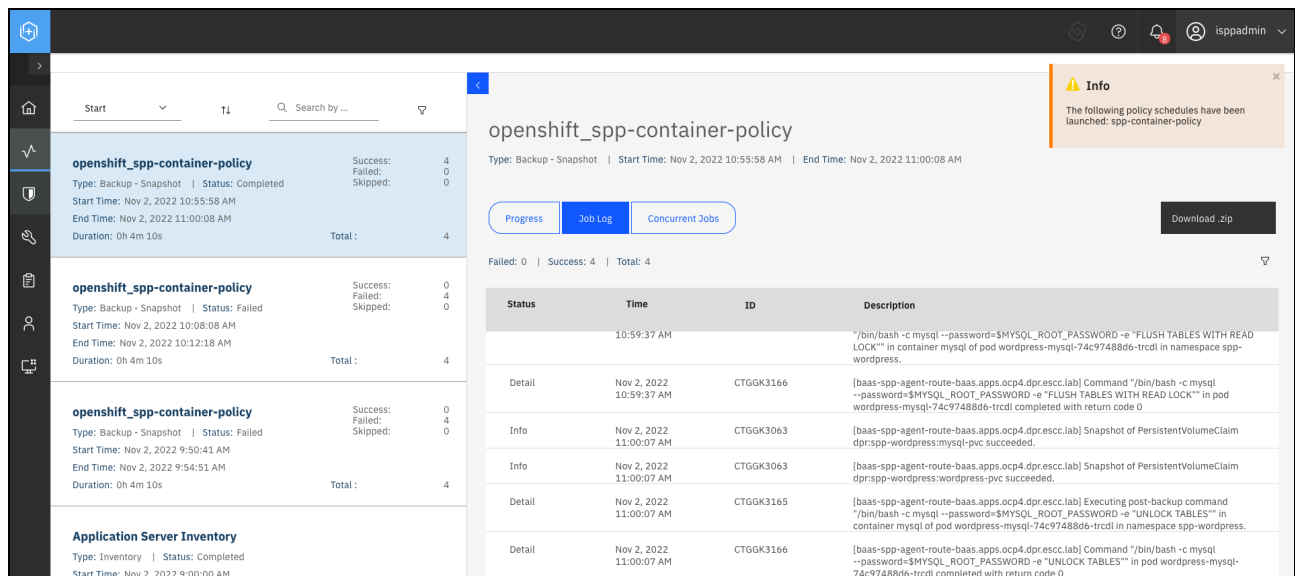 8
isppadmin
Info
The following policy schedules have been
launched: spp-container-policy
Start
Search by ...
openshift_spp-container-policy
Type: Backup - Snapshot | Status: Completed
Start Time: Nov 2, 2022 10:55:58 AM
End Time: Nov 2, 2022 11:00:08 AM
Duration: 0h 4m 10s
Success: 4
Failed: 0
Skipped: 0
Total : 4
openshift_spp-container-policy
Type: Backup - Snapshot | Status: Failed
Start Time: Nov 2, 2022 10:08:08 AM
End Time: Nov 2, 2022 10:12:18 AM
Duration: 0h 4m 10s
Success: 0
Failed: 4
Skipped: 0
Total : 4
openshift_spp-container-policy
Type: Backup - Snapshot | Status: Failed
Start Time: Nov 2, 2022 9:50:41 AM
End Time: Nov 2, 2022 9:54:51 AM
Duration: 0h 4m 10s
Success: 0
Failed: 4
Skipped: 0
Total : 4
Application Server Inventory
Type: Inventory | Status: Completed
Start Time: Nov 2, 2022 9:00:00 AM
openshift_spp-container-policy
Type: Backup - Snapshot | Start Time: Nov 2, 2022 10:55:58 AM | End Time: Nov 2, 2022 11:00:08 AM
Progress Job Log Concurrent Jobs Download .zip
Failed: 0 | Success: 4 | Total: 4
Status Time ID Description
10:59:37 AM
"/bin/bash -c mysql --password=$MYSQL_ROOT_PASSWORD -e "FLUSH TABLES WITH READ
LOCK"" in container mysql of pod wordpress-mysql-74c97488d6-trcdl in namespace spp-
wordpress.
Detail
Nov 2, 2022
10:59:37 AM
CTGGK3166
[baas-spp-agent-route-baas.apps.ocp4.dpr.escc.lab] Command "/bin/bash -c mysql
--password=$MYSQL_ROOT_PASSWORD -e "FLUSH TABLES WITH READ LOCK"" in pod
wordpress-mysql-74c97488d6-trcdl completed with return code 0
Info
Nov 2, 2022
11:00:07 AM
CTGGK3063
[baas-spp-agent-route-baas.apps.ocp4.dpr.escc.lab] Snapshot of PersistentVolumeClaim
dpr:spp-wordpress:mysql-pvc succeeded.
Info
Nov 2, 2022
11:00:07 AM
CTGGK3063
[baas-spp-agent-route-baas.apps.ocp4.dpr.escc.lab] Snapshot of PersistentVolumeClaim
dpr:spp-wordpress:wordpress-pvc succeeded.
Detail
Nov 2, 2022
11:00:07 AM
CTGGK3165
[baas-spp-agent-route-baas.apps.ocp4.dpr.escc.lab] Executing post-backup command
"/bin/bash -c mysql --password=$MYSQL_ROOT_PASSWORD -e "UNLOCK TABLES"" in
container mysql of pod wordpress-mysql-74c97488d6-trcdl in namespace spp-wordpress.
Detail
Nov 2, 2022
11:00:07 AM
CTGGK3166
[baas-spp-agent-route-baas.apps.ocp4.dpr.escc.lab] Command "/bin/bash -c mysql
--password=$MYSQL_ROOT_PASSWORD -e "UNLOCK TABLES"" in pod wordpress-mysql-
74c97488d6-trcdl completed with return code 0